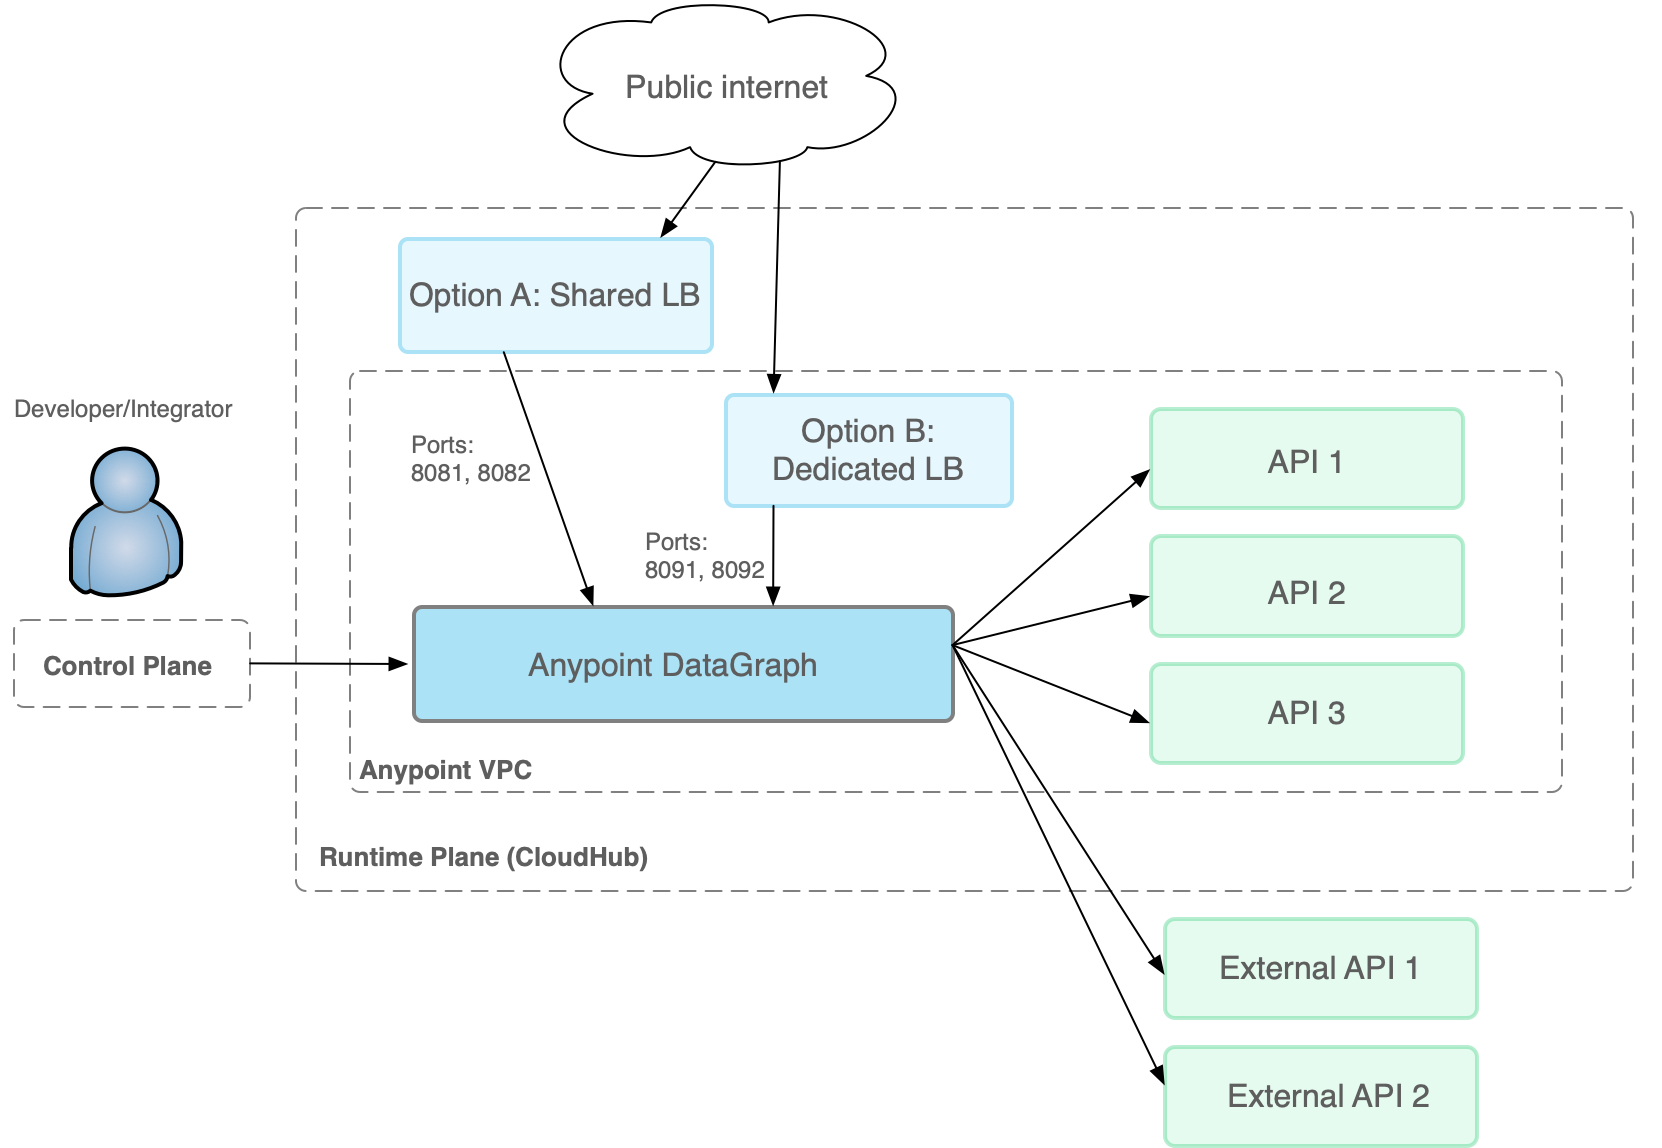 Public internet
Option A: Shared LB
Developer/Integrator
Ports:
8081, 8082
Option B:
Dedicated LB
API 1
Ports:
8091, 8092
API 2
Control Plane
Anypoint DataGraph
API 3
Anypoint VPC
Runtime Plane (CloudHub)
External API 1
External API 2